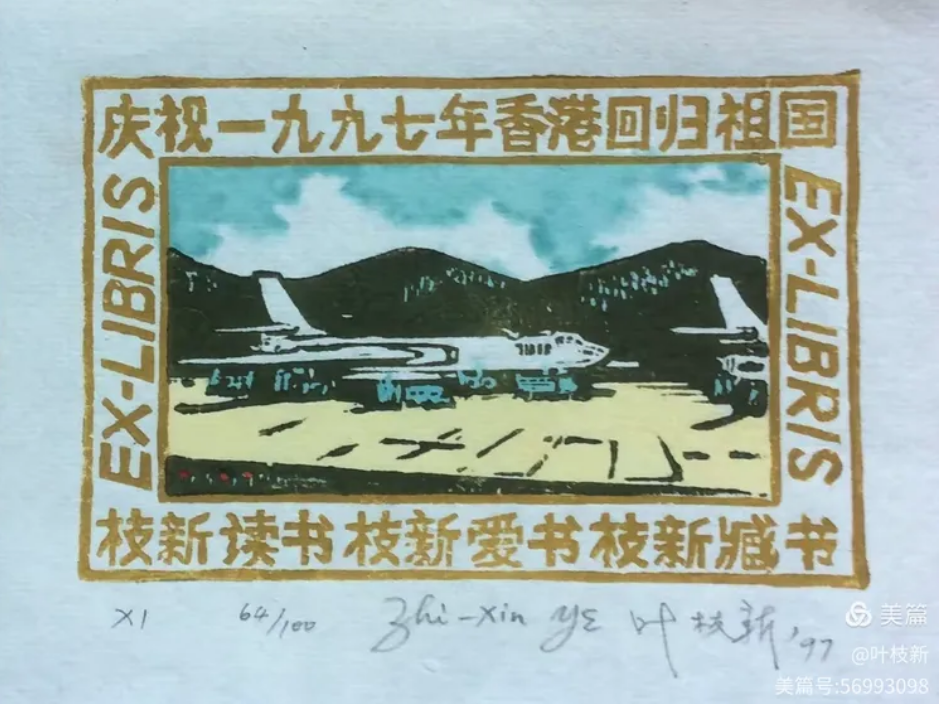 庆祝一九九七年香港回归祖国
EX-LIBRIS
EX-LIBRIS
枝新读书枝新爱书枝新臧书
X1 64/100 Zhi-xin YE 叶枝新,'97
美篇
@叶枝新
美篇号:56993098